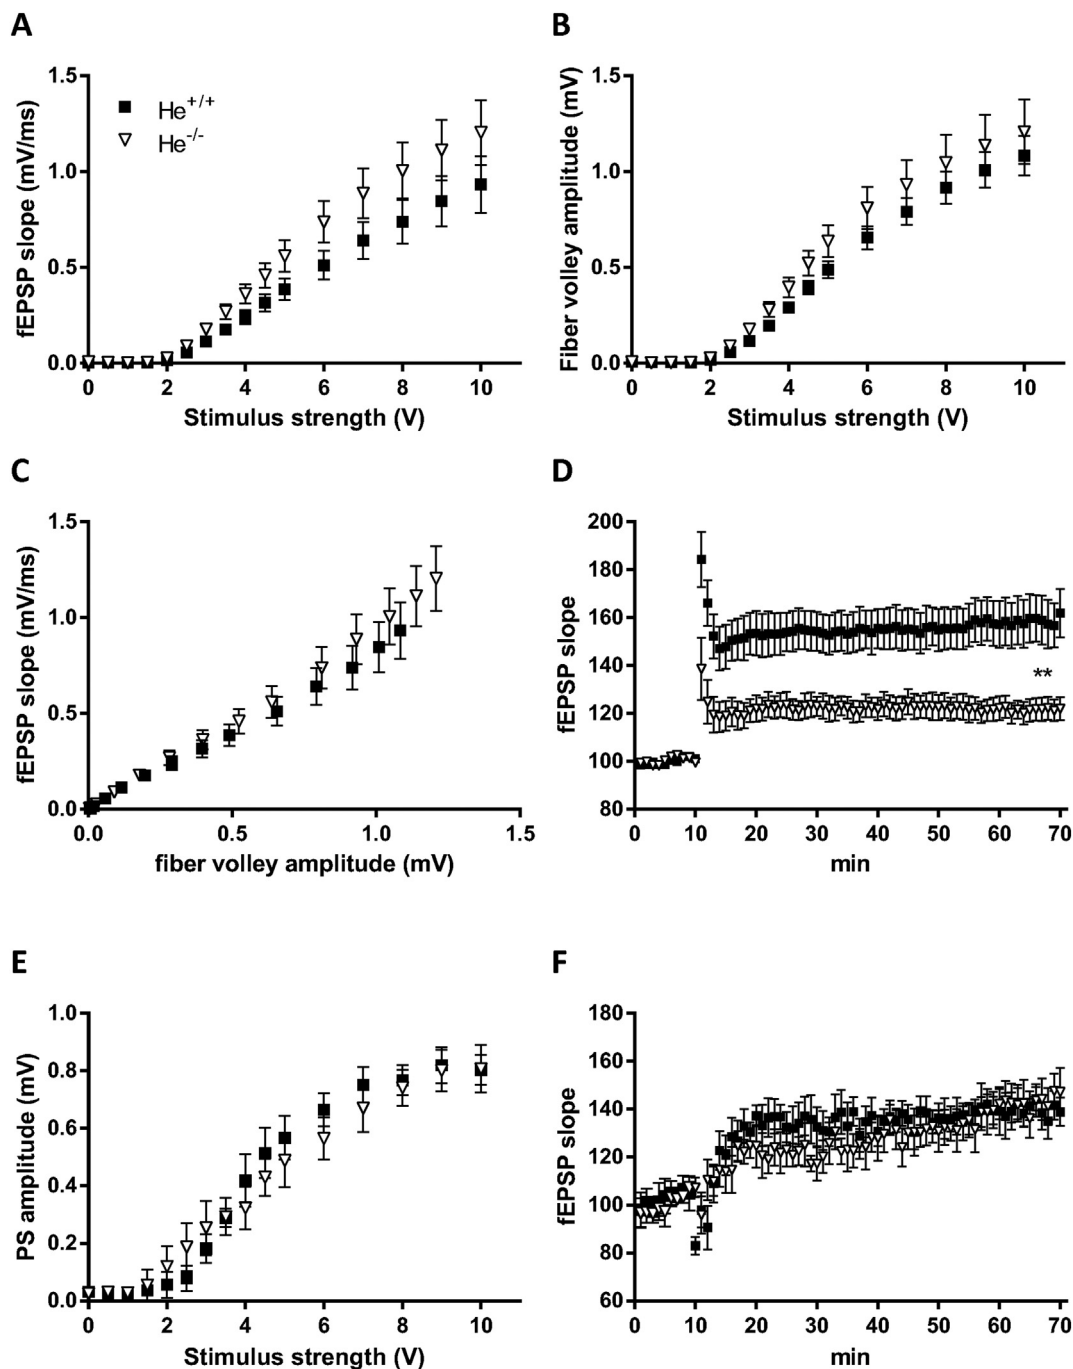 A
fEPSP slope (mV/ms)
1.5
1.0
0.5
0.0
He+/+
He-/-
0 2 4 6 8 10
Stimulus strength (V)
B
Fiber volley amplitude (mV)
1.5
1.0
0.5
0.0
0 2 4 6 8 10
Stimulus strength (V)
C
fEPSP slope (mV/ms)
1.5
1.0
0.5
0.0
0.5 1.0 1.5
fiber volley amplitude (mV)
D
fEPSP slope
200
180
160
140
120
100
80
**
0 10 20 30 40 50 60 70
min
E
PS amplitude (mV)
1.0
0.8
0.6
0.4
0.2
0.0
0 2 4 6 8 10
Stimulus strength (V)
F
fEPSP slope
180
160
140
120
100
80
60
0 10 20 30 40 50 60 70
min